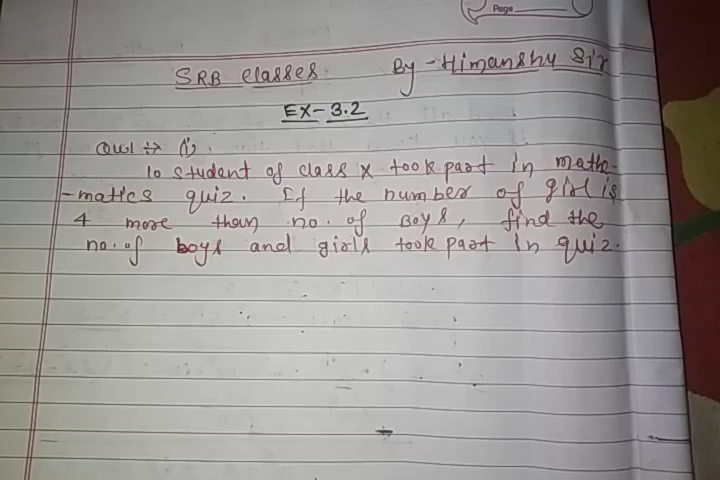 Page
SRB Classes. By - Himanshu Sir
EX- 3.2
Qu1 → (i).
10 student of class X took part in mathe-
-matics quiz. If the number of girl is
4 more than no. of Boys, find the
no. of boys and girls took part in quiz.